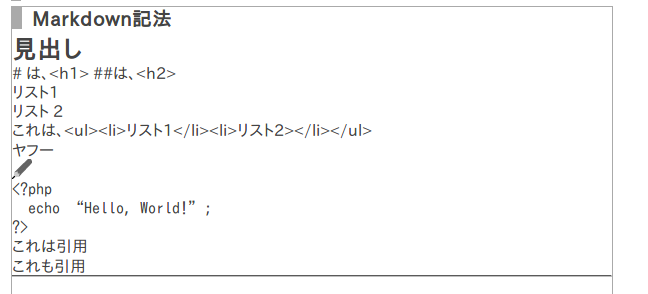 Markdown記法
見出し
# は、<h1> ##は、<h2>
リスト1
リスト 2
これは、<ul><li>リスト1</li><li>リスト2></li></ul>
ヤフー
<?php
  echo “Hello, World!” ;
?>
これは引用
これも引用